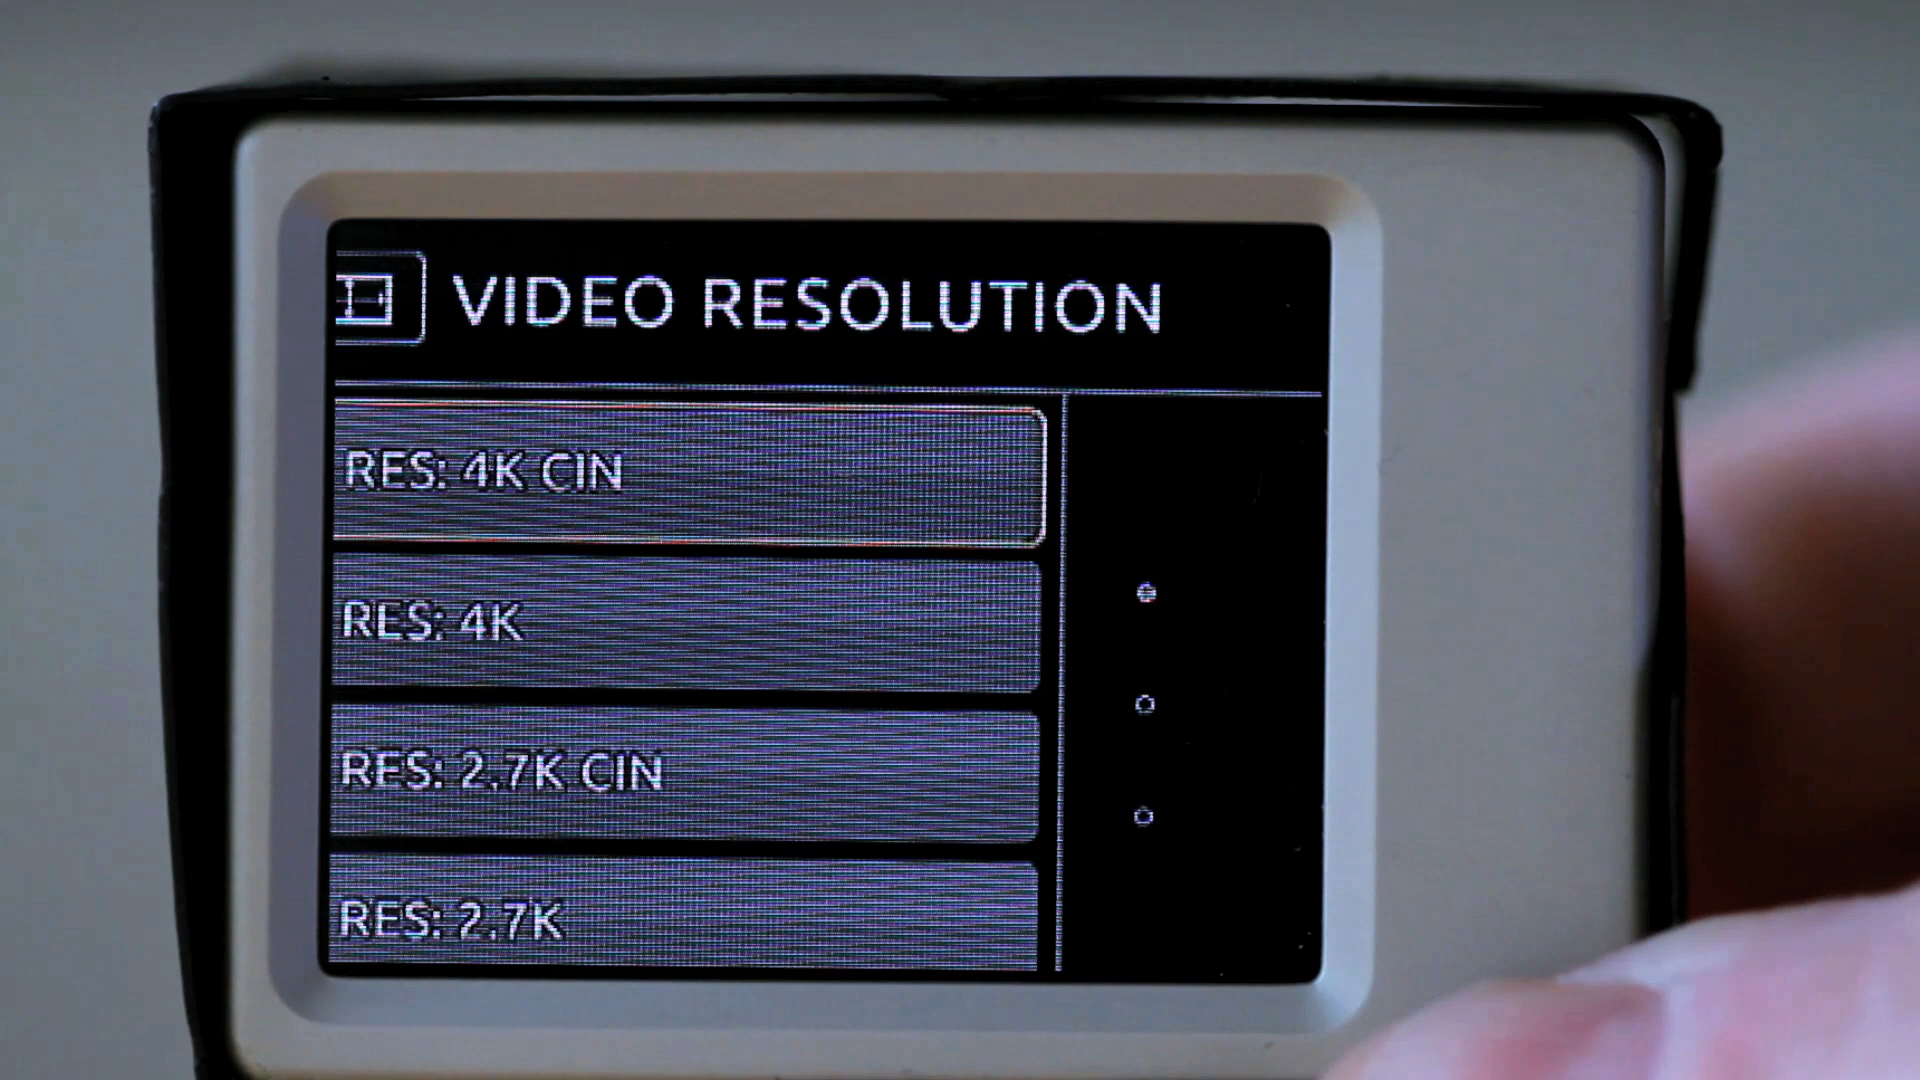 VIDEO RESOLUTION
RES: 4K CIN
RES: 4K
RES: 2.7K CIN
RES: 2.7K